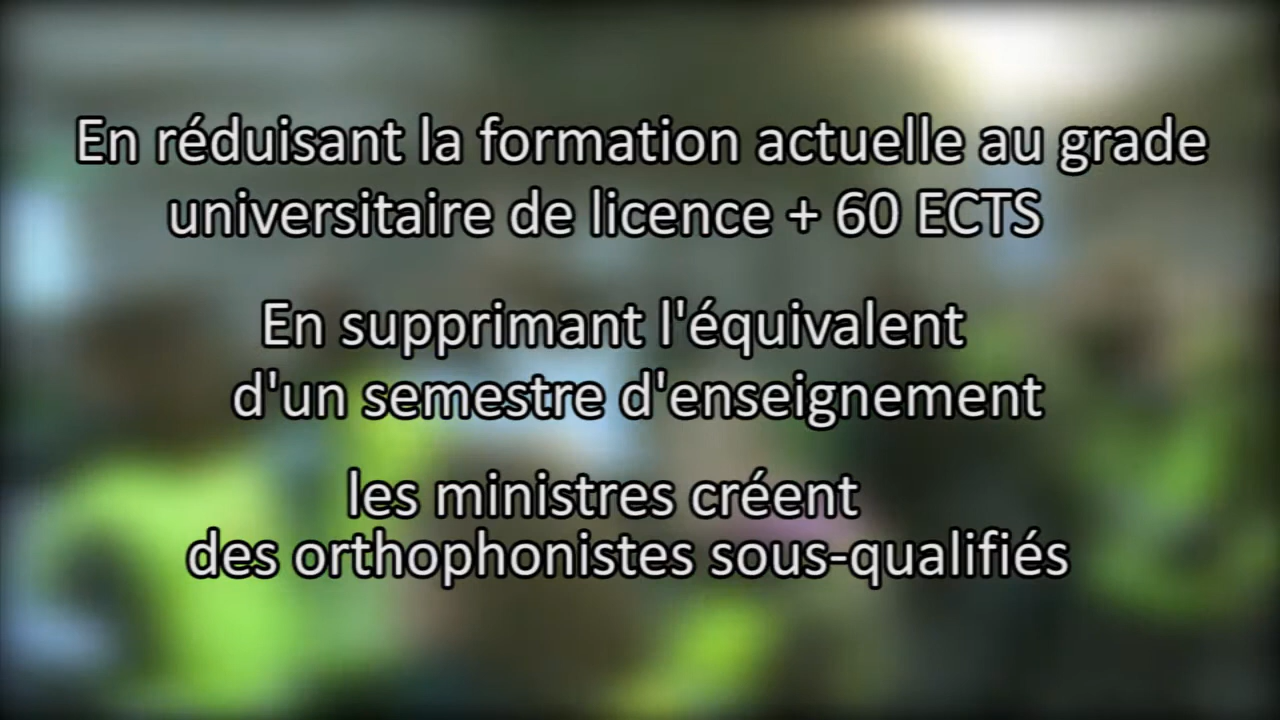 En réduisant la formation actuelle au grade
universitaire de licence + 60 ECTS
En supprimant l'équivalent
d'un semestre d'enseignement
les ministres créent
des orthophonistes sous-qualifiés